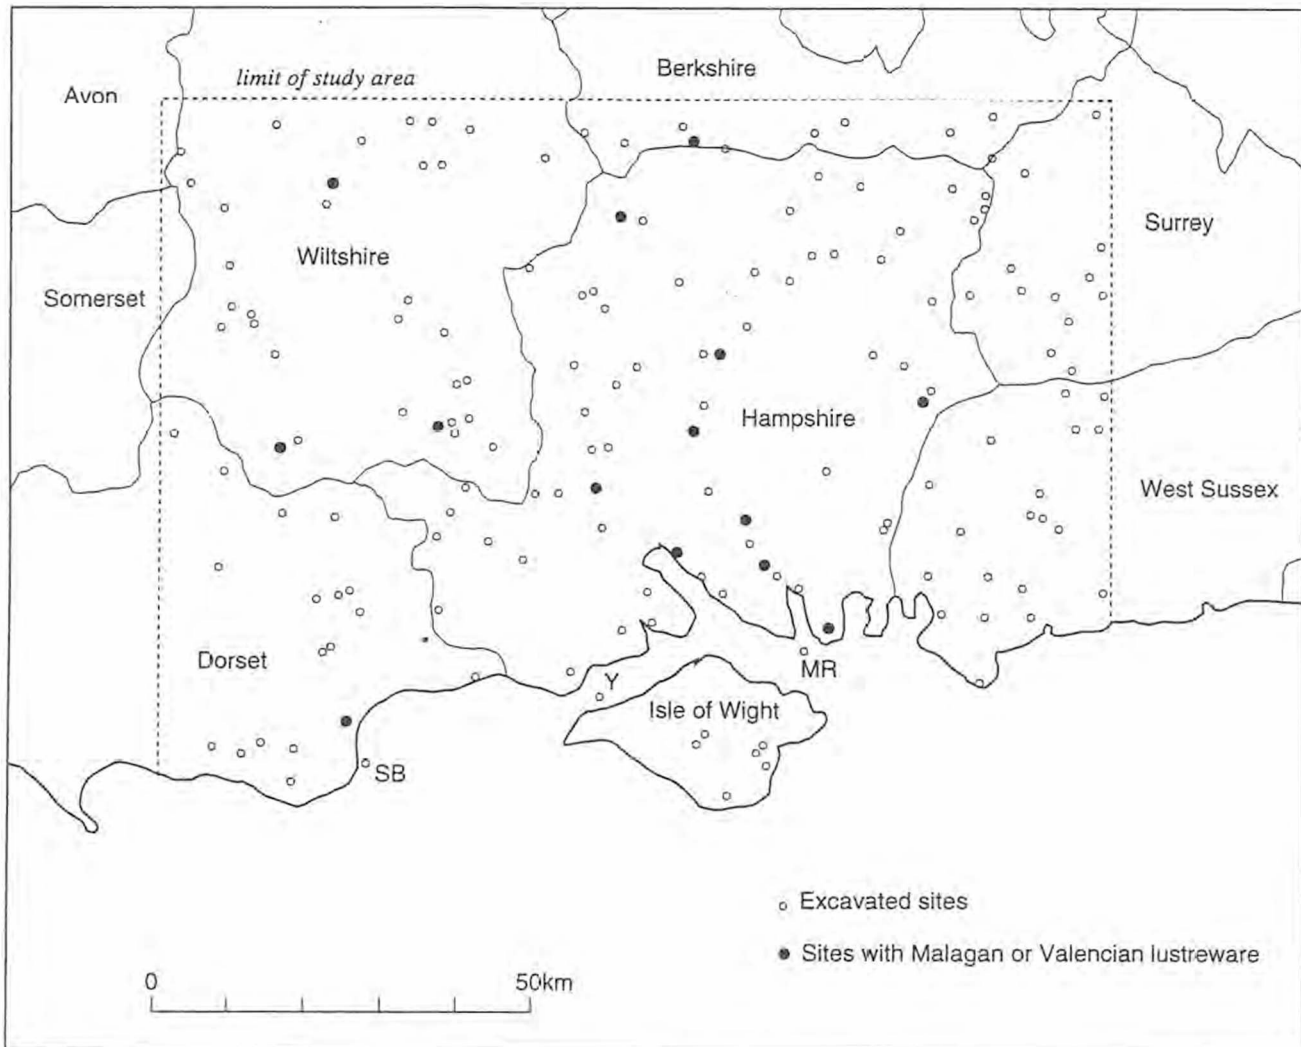 Berkshire
limit of study area
Avon
Surrey
Wiltshire
Somerset
Hampshire
West Sussex
Dorset
MR
Y
Isle of Wight
SB
Excavated sites
Sites with Malagan or Valencian lustreware
0 50km